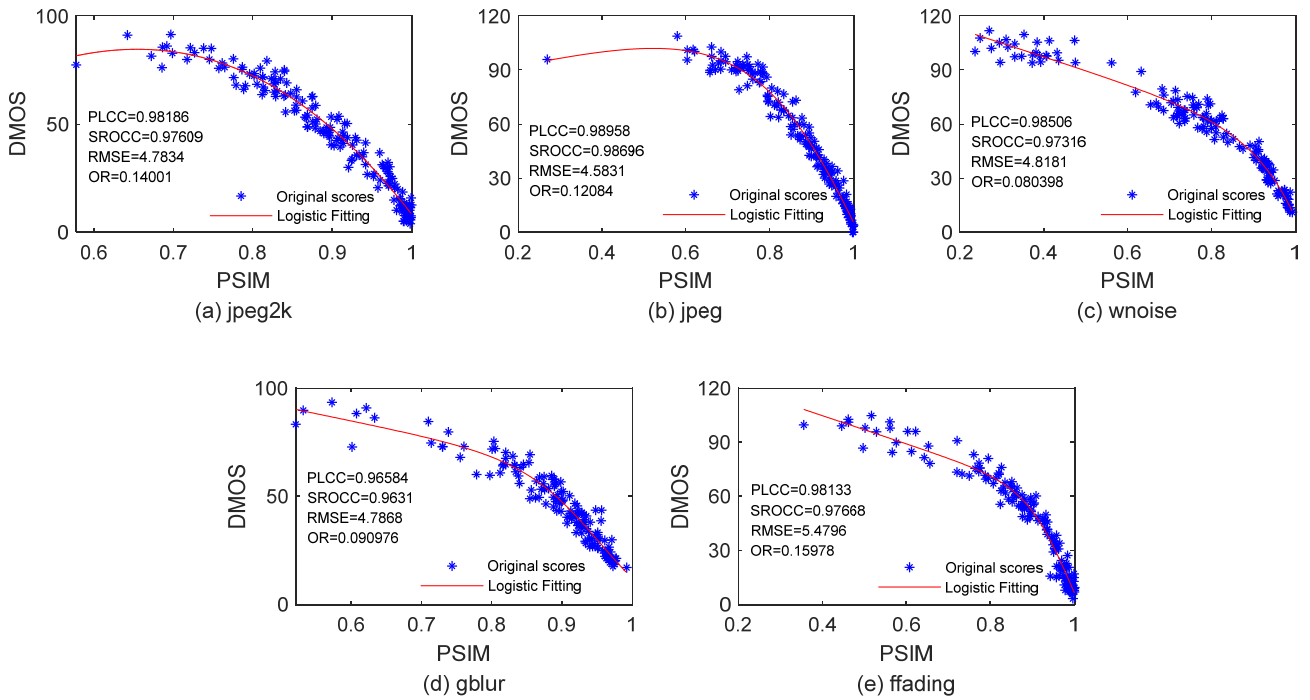 120
100
120
90
90
DMOS
50
DMOS
60
DMOS
60
PLCC=0.98186
SROCC=0.97609
RMSE=4.7834
OR=0.14001
PLCC=0.98958
SROCC=0.98696
RMSE=4.5831
OR=0.12084
PLCC=0.98506
SROCC=0.97316
RMSE=4.8181
OR=0.080398
30
30
Original scores
Logistic Fitting
Original scores
Logistic Fitting
Original scores
Logistic Fitting
0
0
0
0.6 0.7 0.8 0.9 1
0.2 0.4 0.6 0.8 1
0.2 0.4 0.6 0.8 1
PSIM
PSIM
PSIM
(a) jpeg2k
(b) jpeg
(c) wnoise
100
120
90
DMOS
50
DMOS
60
PLCC=0.96584
SROCC=0.9631
RMSE=4.7868
OR=0.090976
PLCC=0.98133
SROCC=0.97668
RMSE=5.4796
OR=0.15978
30
Original scores
Logistic Fitting
Original scores
Logistic Fitting
0
0
0.6 0.7 0.8 0.9 1
0.2 0.4 0.6 0.8 1
PSIM
PSIM
(d) gblur
(e) ffading